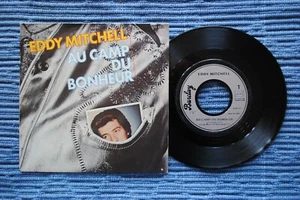 EDDY MITCHELL
AU CAMP
DU
BONHEUR
EDDY MITCHELL
Barclay